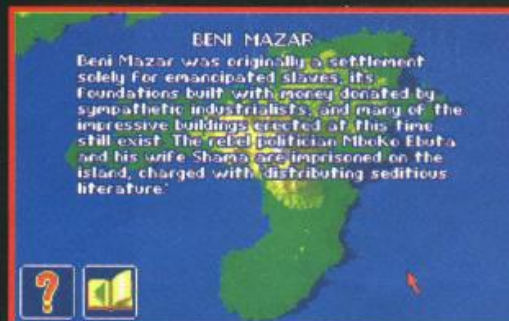 BENI MAZAR
Beni Mazar was originally a settlement
solely for emancipated slaves, its
foundations built with money donated by
sympathetic industrialists, and many of the
impressive buildings erected at this time
still exist. The rebel politician Mboko Ebuta
and his wife Shama are imprisoned on the
island, charged with distributing seditious
literature.'
?